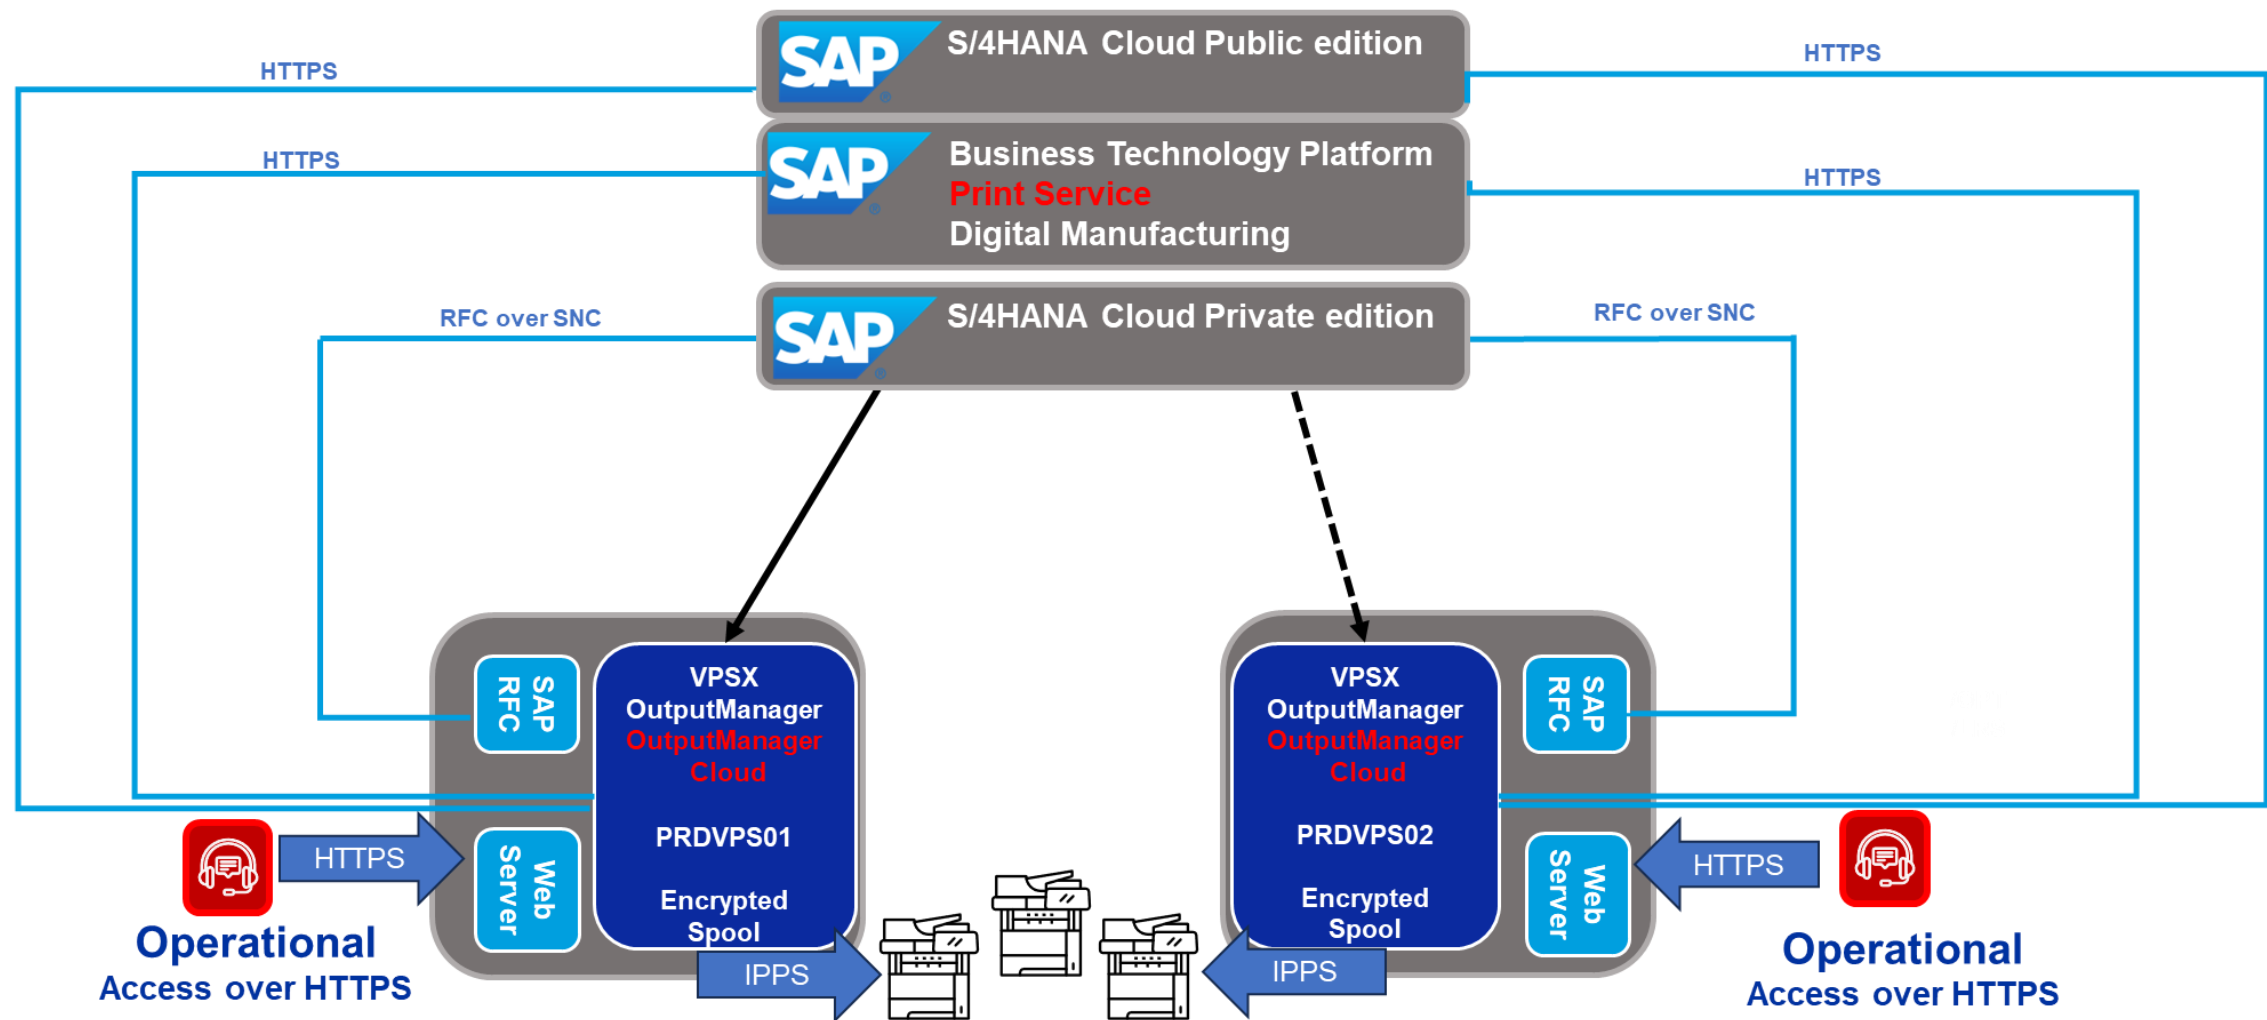 SAP
®
S/4HANA Cloud Public edition
HTTPS
HTTPS
SAP
®
Business Technology Platform
Print Service
Digital Manufacturing
HTTPS
HTTPS
SAP
®
S/4HANA Cloud Private edition
RFC over SNC
RFC over SNC
SAP
RFC
Web
Server
VPSX
OutputManager
OutputManager
Cloud
PRDVPS01
Encrypted
Spool
VPSX
OutputManager
OutputManager
Cloud
PRDVPS02
Encrypted
Spool
SAP
RFC
Web
Server
HTTPS
HTTPS
IPPS
IPPS
Operational
Access over HTTPS
Operational
Access over HTTPS